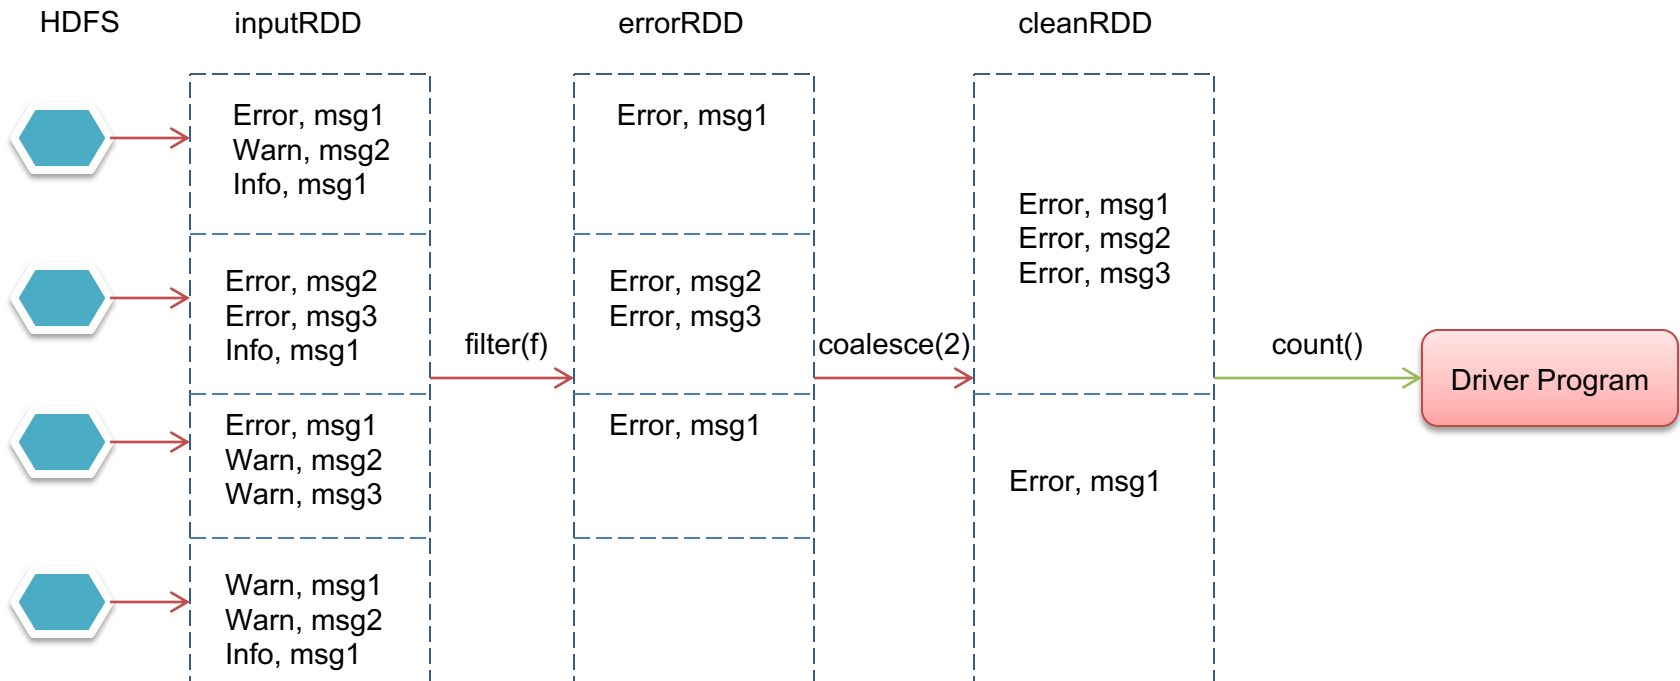 HDFS
inputRDD
errorRDD
cleanRDD
Error, msg1
Warn, msg2
Info, msg1
Error, msg2
Error, msg3
Info, msg1
Error, msg1
Warn, msg2
Warn, msg3
Warn, msg1
Warn, msg2
Info, msg1
filter(f)
Error, msg1
Error, msg2
Error, msg3
Error, msg1
coalesce(2)
Error, msg1
Error, msg2
Error, msg3
Error, msg1
count()
Driver Program